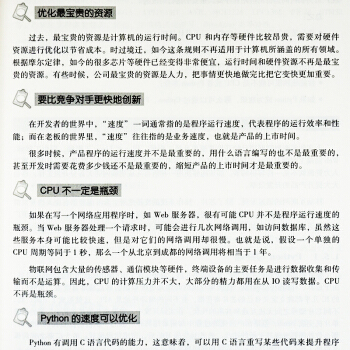 优化最宝贵的资源
过去，最宝贵的资源是计算机的运行时间。CPU 和内存等硬件比较昂贵，需要对硬件
资源进行优化以节省成本。时过境迁，如今这条规则不再适用于计算机所涵盖的所有领域。
根据摩尔定律，如今的很多芯片等硬件已经变得非常便宜，运行时间和硬件资源不再是最宝
贵的资源。有些时候，公司最宝贵的资源是人力，把事情更快地做完比把它变快更加重要。
要比竞争对手更快地创新
在开发者的世界中，“速度”一词通常指的是程序运行速度，代表程序的运行效率和性
能；而在老板的世界里，“速度”往往指的是业务速度，也就是产品的上市时间。
很多时候，产品程序的运行速度并不是最重要的，用什么语言编写的也不是最重要的，
甚至开发时需要花费多少钱还不是最重要的，缩短产品的上市时间才是最重要的。
CPU 不一定是瓶颈
如果在写一个网络应用程序时，如 Web 服务器，很有可能 CPU 并不是程序运行速度的
瓶颈。当 Web 服务器处理一个请求时，可能会进行几次网络调用，如访问数据库，虽然这
些服务本身可能比较快速，但是对它们的网络调用却很慢。也就是说，假设一个单独的
CPU 周期等同于 1 秒，那么一个从北京到成都的网络调用将相当于 1 年。
物联网包含大量的传感器，通信模块等硬件，终端设备的主要任务是进行数据收集和传
输而不是运算。因此，CPU 的计算压力并不大，大部分的精力都用在从 IO 读写数据。CPU
不再是瓶颈。
Python 的速度可以优化
Python 有调用 C 语言代码的能力，这意味着，可以用 C 语言重写某些代码来提升程序